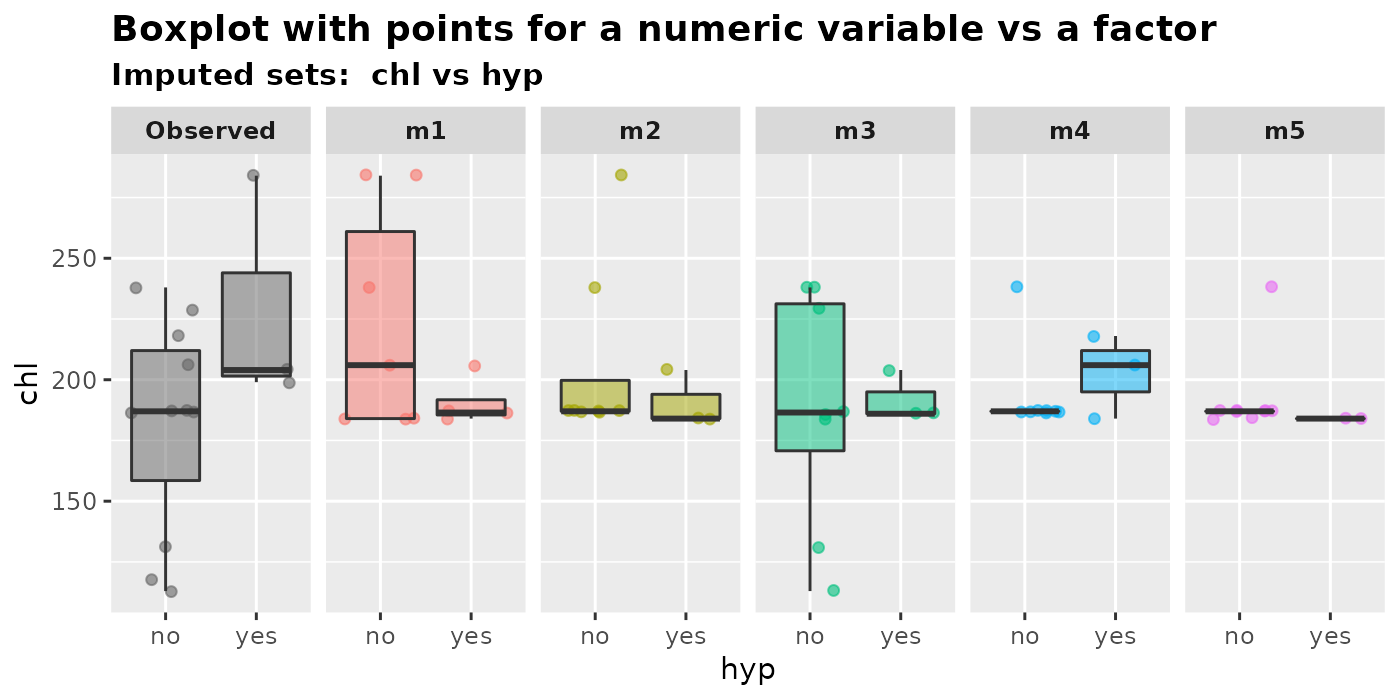 Boxplot with points for a numeric variable vs a factor
Imputed sets:  chl vs hyp
Observed m1 m2 m3 m4 m5
chl
250
200
150
no yes no yes no yes no yes no yes no yes
hyp